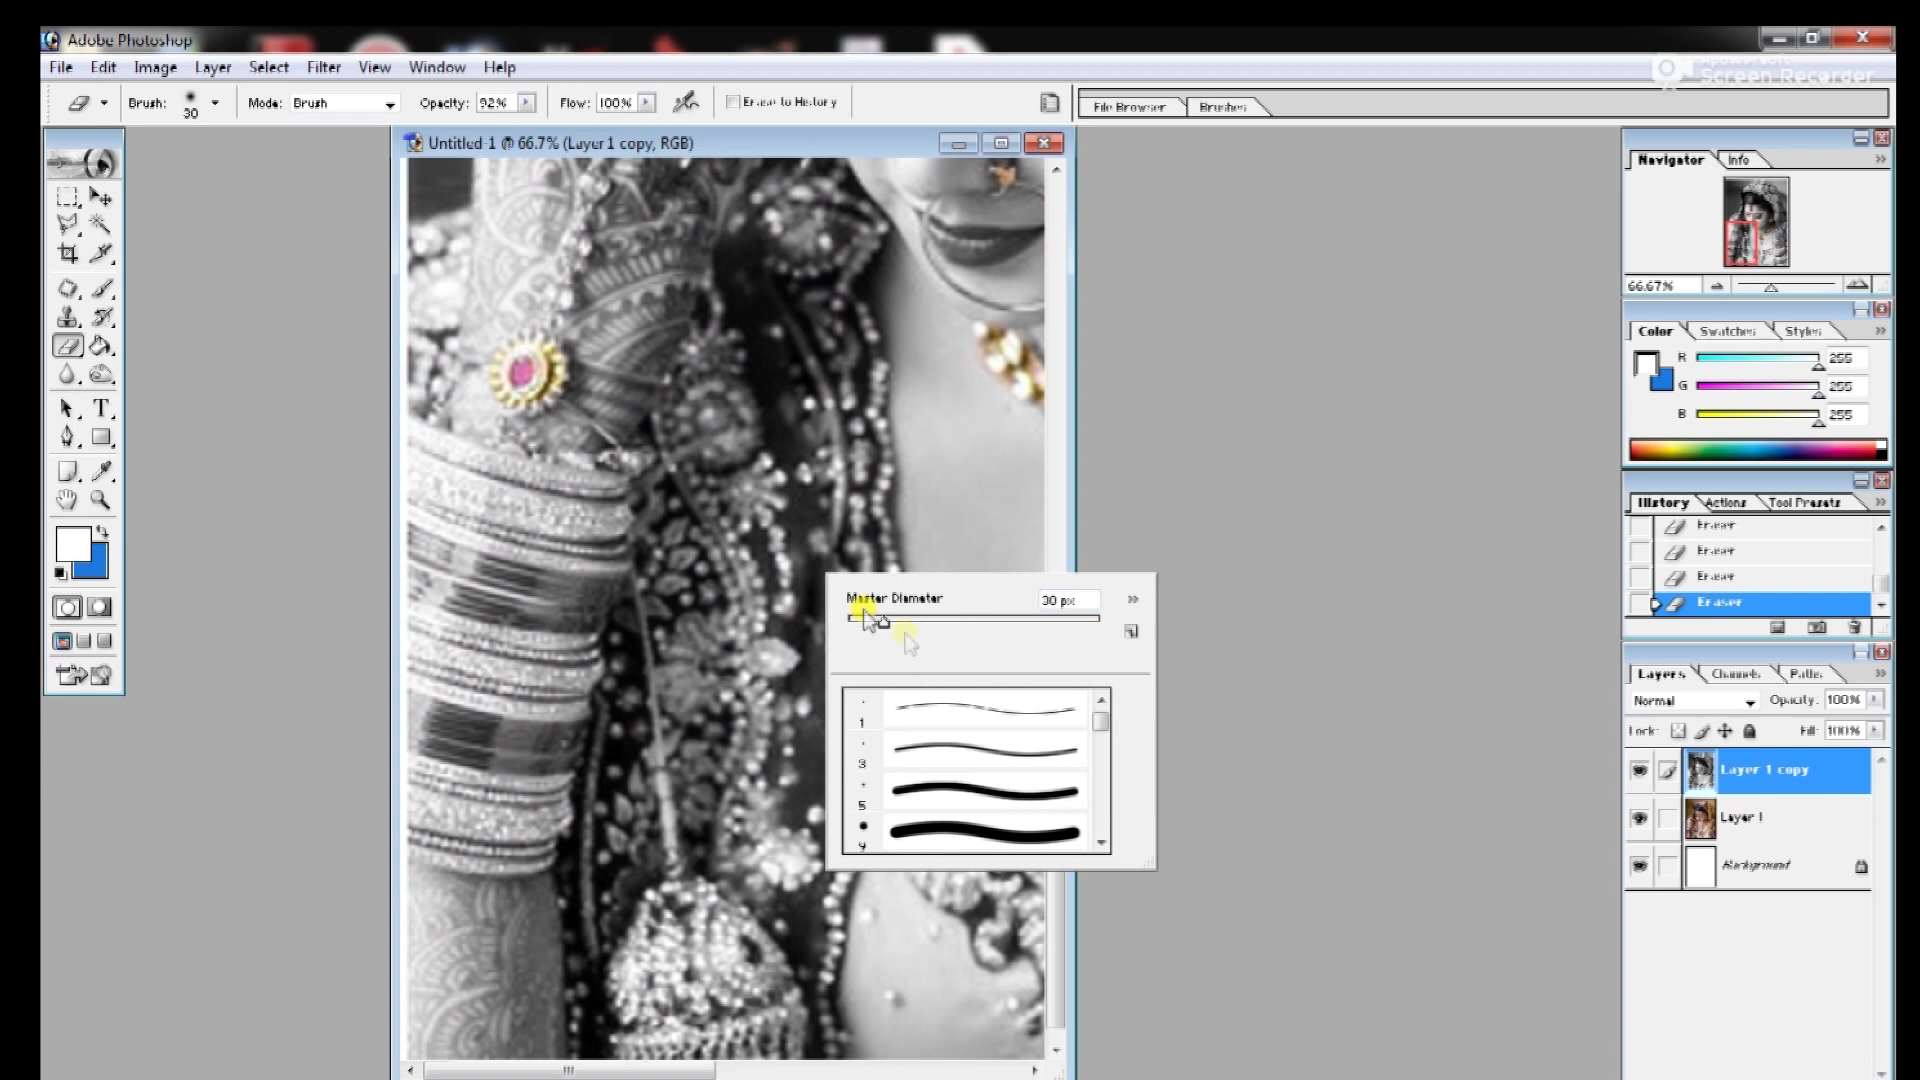 Adobe Photoshop
File Edit Image Layer Select Filter View Window Help
Apowersoft
Screen Recorder
Brush: 30 Mode: Brush Opacity: 92% Flow: 100% Erase to History File Browser Brushes
Untitled-1 @ 66.7% (Layer 1 copy, RGB)
Navigator Info
66.67%
Color Swatches Styles
R 255
G 255
B 255
History Actions Tool Presets
Eraser
Eraser
Eraser
Eraser
Master Diameter 30 px
1
3
5
9
Layers Channels Paths
Normal Opacity: 100%
Lock: Fill: 100%
Layer 1 copy
Layer 1
Background